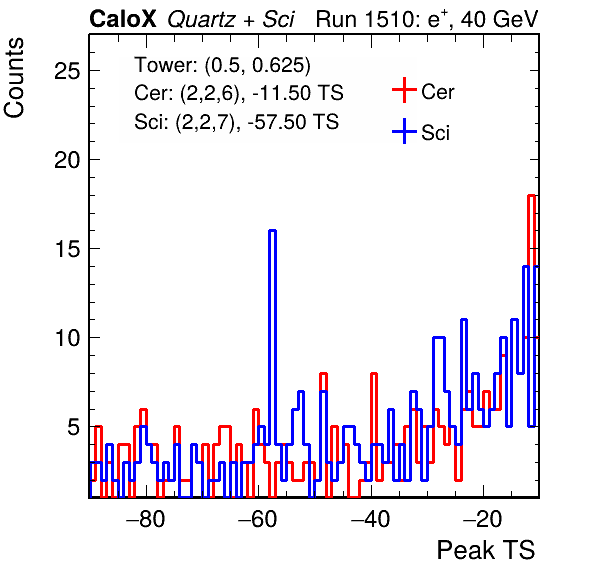 CaloX Quartz + Sci Run 1510: e+, 40 GeV
Counts
Tower: (0.5, 0.625)
Cer: (2,2,6), -11.50 TS
Sci: (2,2,7), -57.50 TS
Cer
Sci
25
20
15
10
5
−80 −60 −40 −20
Peak TS